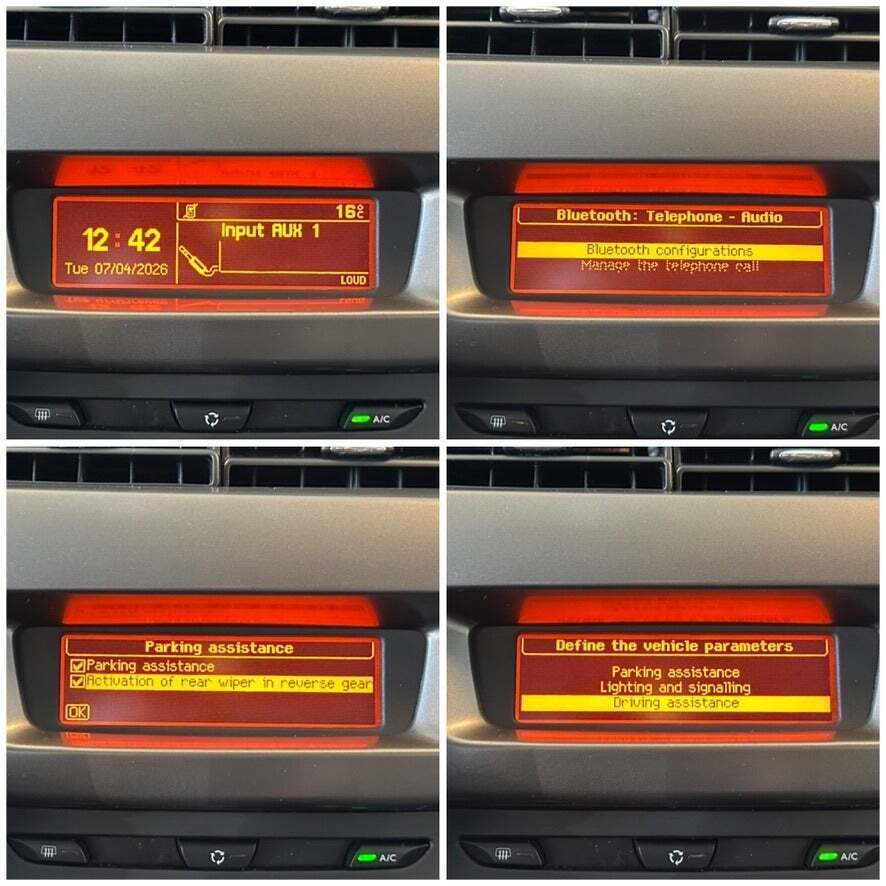 16°C
12:42
Input AUX 1
Tue 07/04/2026
LOUD
A/C
Bluetooth: Telephone - Audio
Bluetooth configurations
Manage the telephone call
A/C
Parking assistance
Parking assistance
Activation of rear wiper in reverse gear
OK
A/C
Define the vehicle parameters
Parking assistance
Lighting and signalling
Driving assistance
A/C